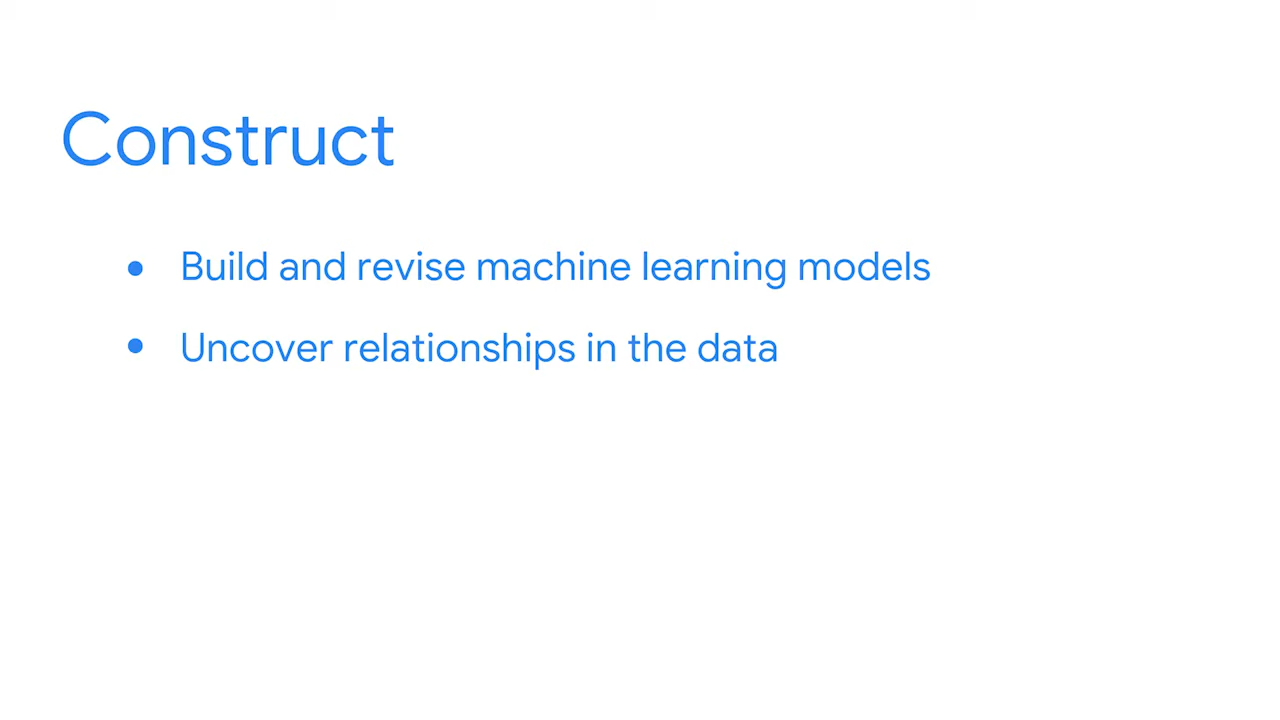 Construct
• Build and revise machine learning models
• Uncover relationships in the data